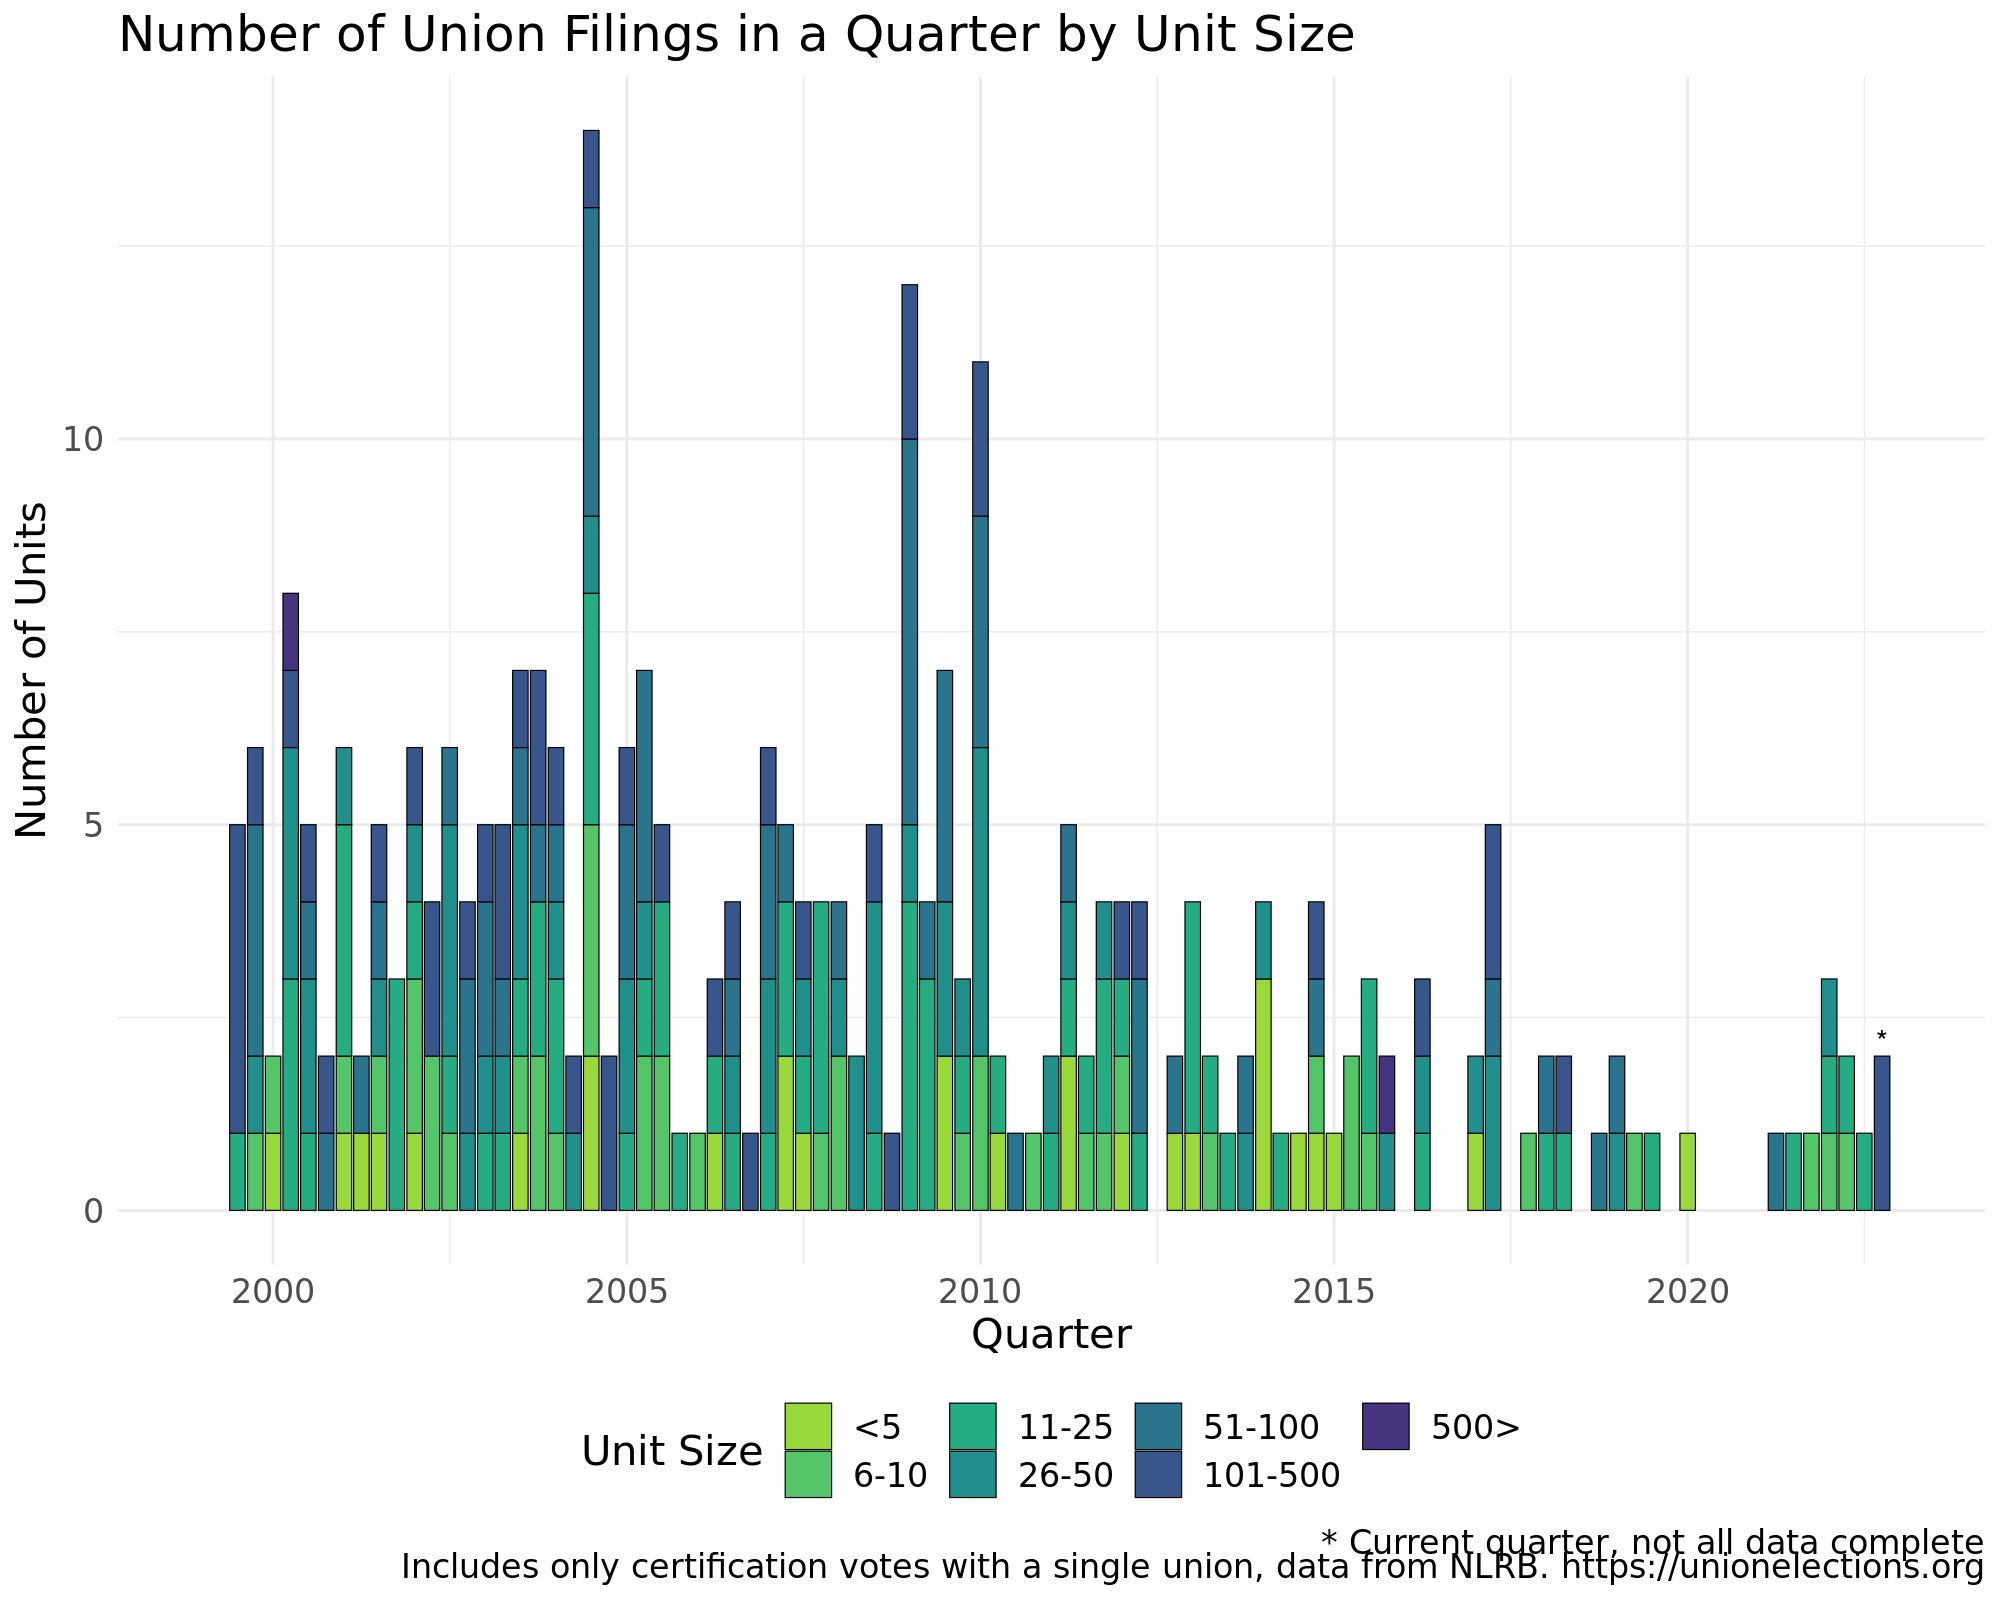 Number of Union Filings in a Quarter by Unit Size
Number of Units
10
5
0
*
2000 2005 2010 2015 2020
Quarter
Unit Size
<5 11-25 51-100 500>
6-10 26-50 101-500
* Current quarter, not all data complete
Includes only certification votes with a single union, data from NLRB. https://unionelections.org